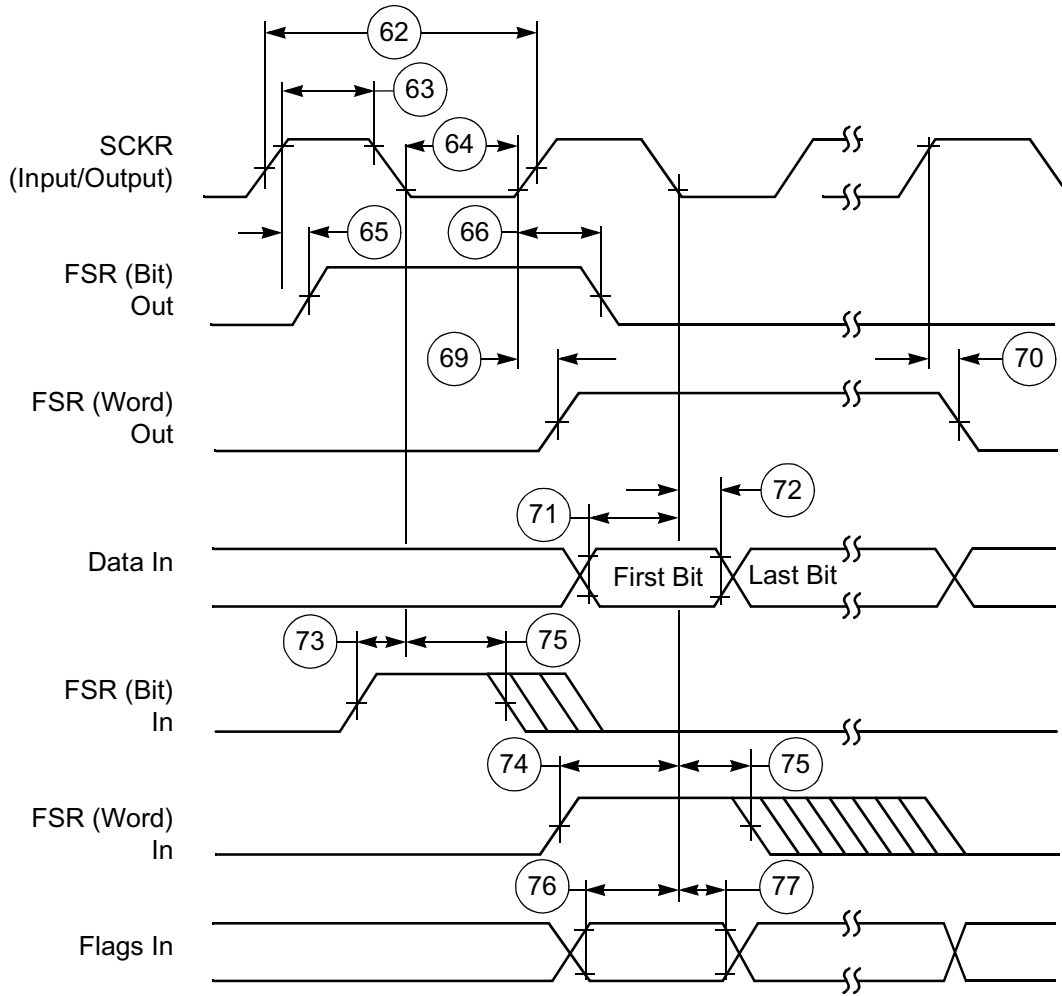 62
63
64
SCKR
(Input/Output)
65
66
FSR (Bit)
Out
69
70
FSR (Word)
Out
71
72
Data In
First Bit
Last Bit
73
75
FSR (Bit)
In
74
75
FSR (Word)
In
76
77
Flags In